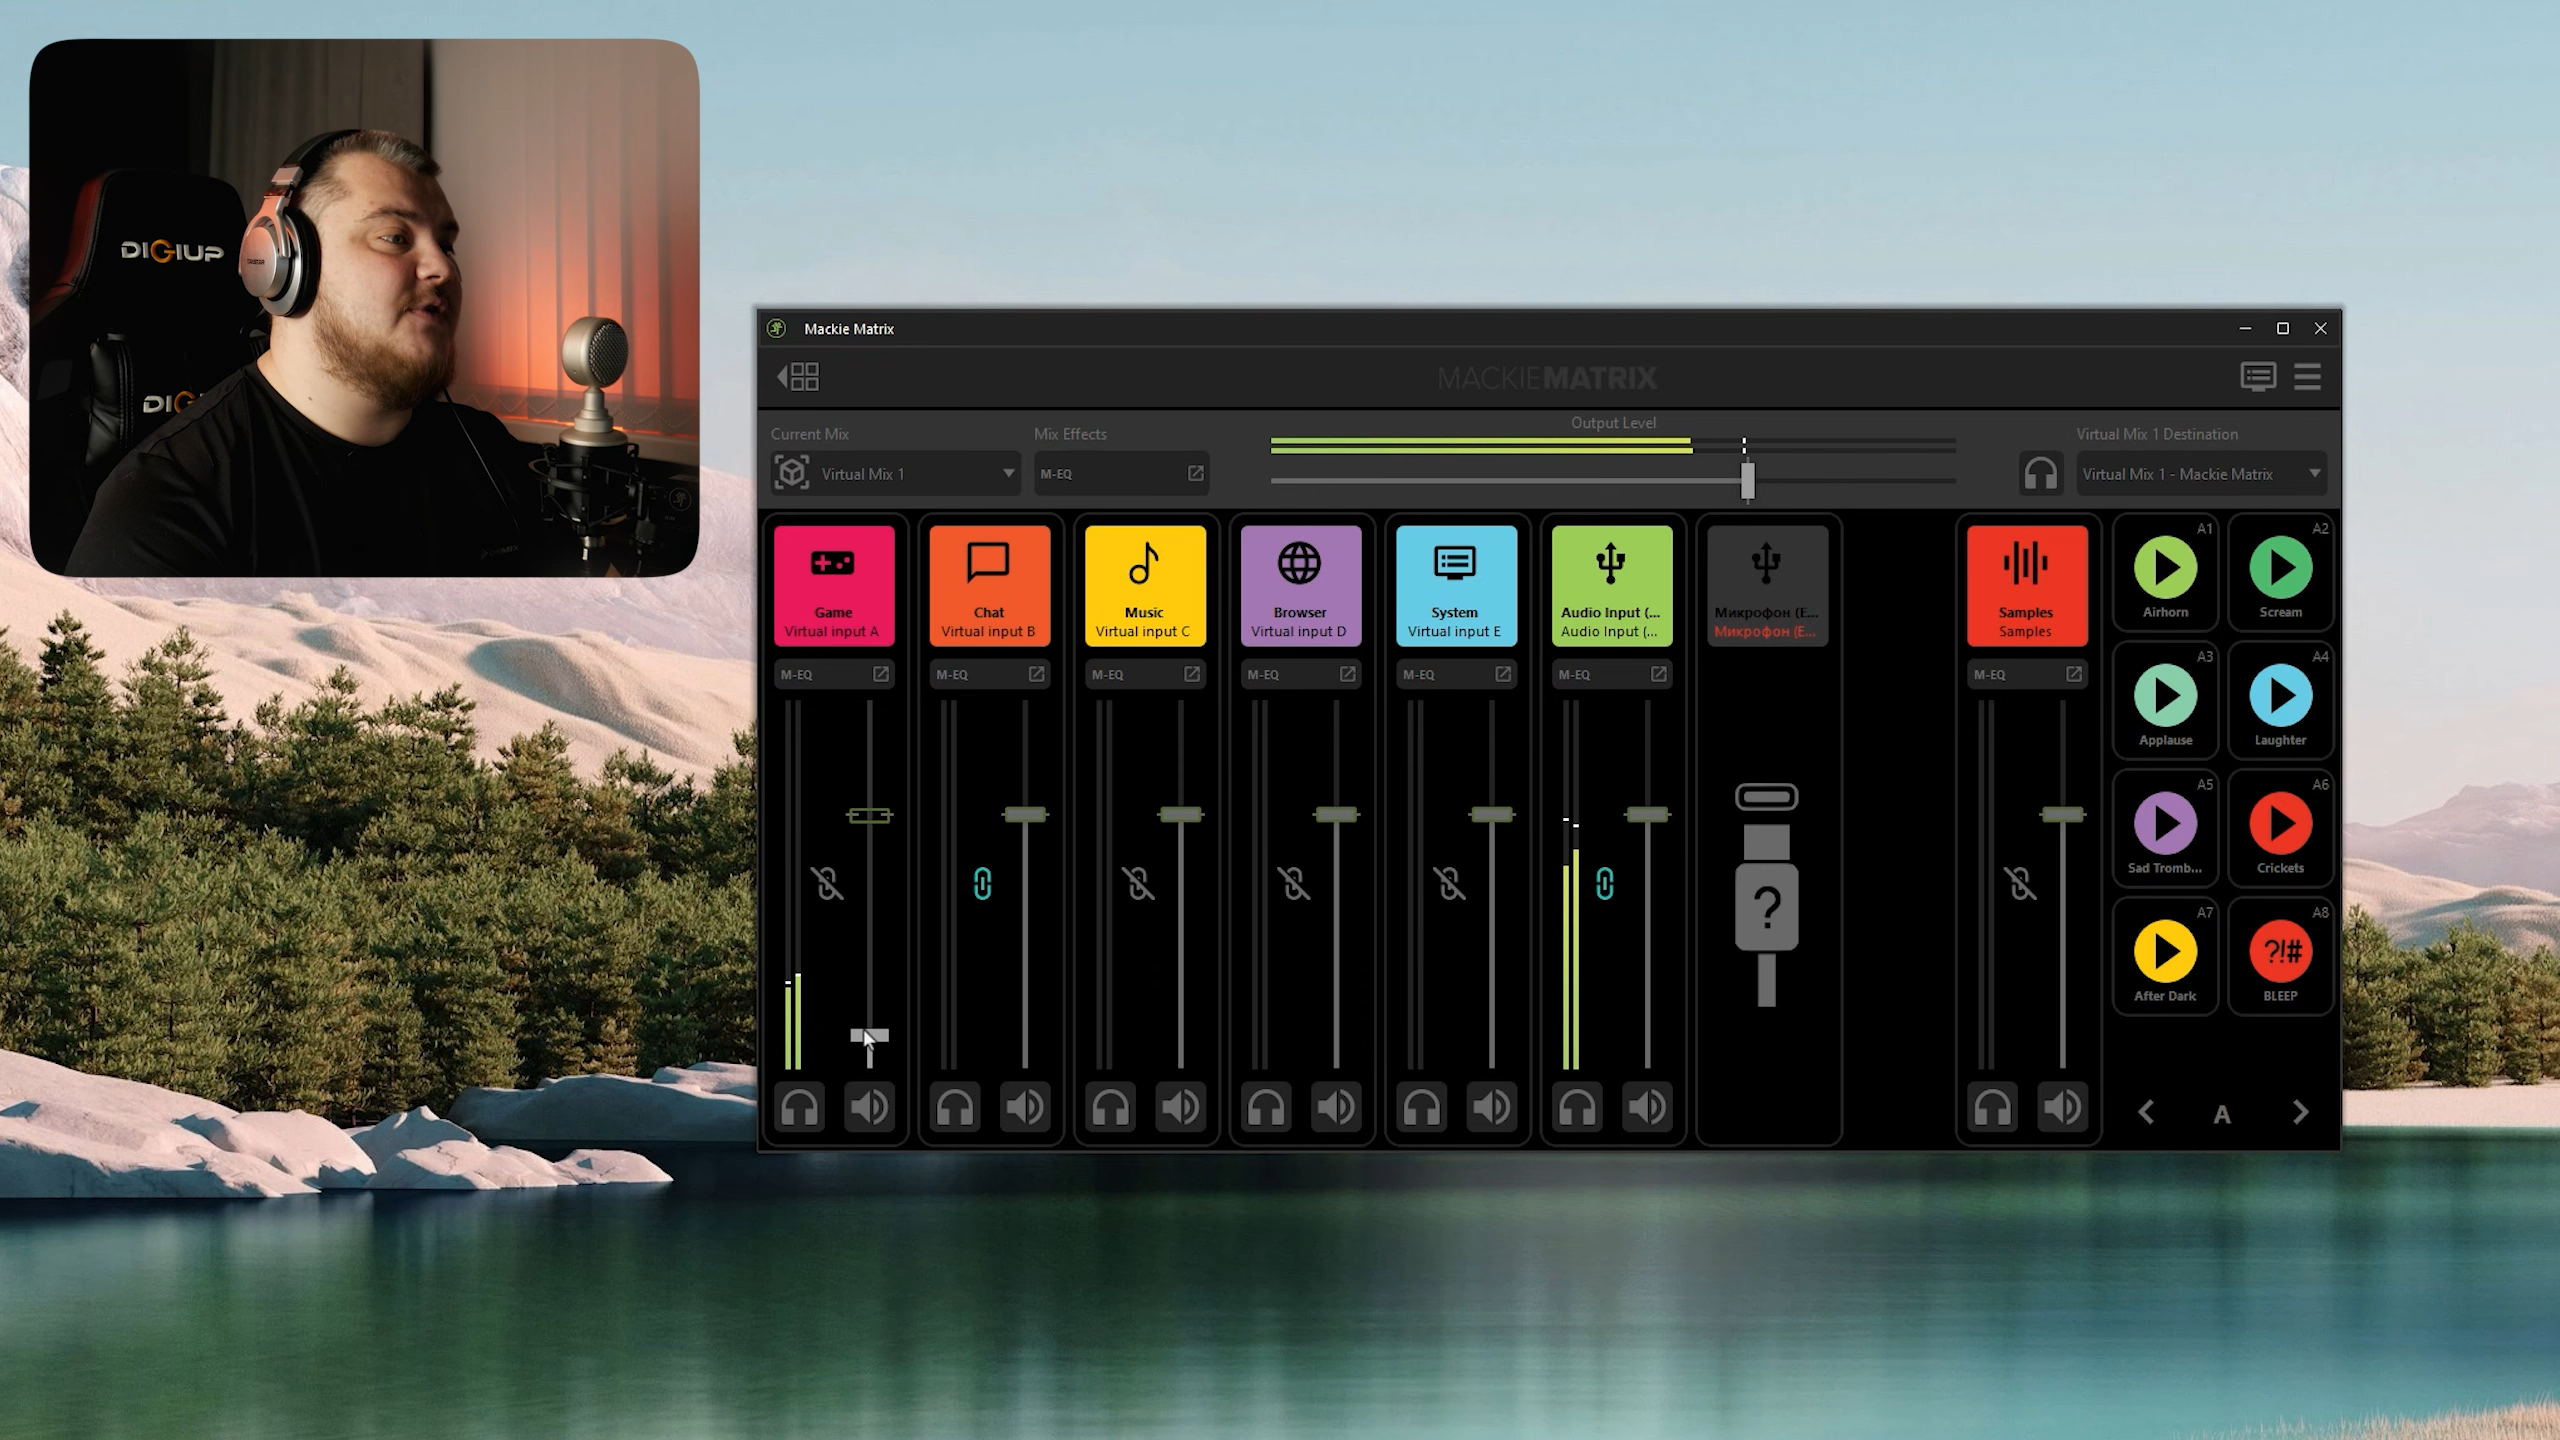 DIGIUP
DIG
Mackie Matrix
MACKIEMATRIX
Current Mix
Virtual Mix 1
Mix Effects
M-EQ
Output Level
Virtual Mix 1 Destination
Virtual Mix 1 - Mackie Matrix
Game
Virtual input A
M-EQ
Chat
Virtual input B
M-EQ
Music
Virtual input C
M-EQ
Browser
Virtual input D
M-EQ
System
Virtual input E
M-EQ
Audio Input (...
Audio Input (...
M-EQ
Микрофон (E...
Микрофон (E...
?
Samples
Samples
M-EQ
A1
Airhorn
A2
Scream
A3
Applause
A4
Laughter
A5
Sad Tromb...
A6
Crickets
A7
After Dark
A8
?!#
BLEEP
A